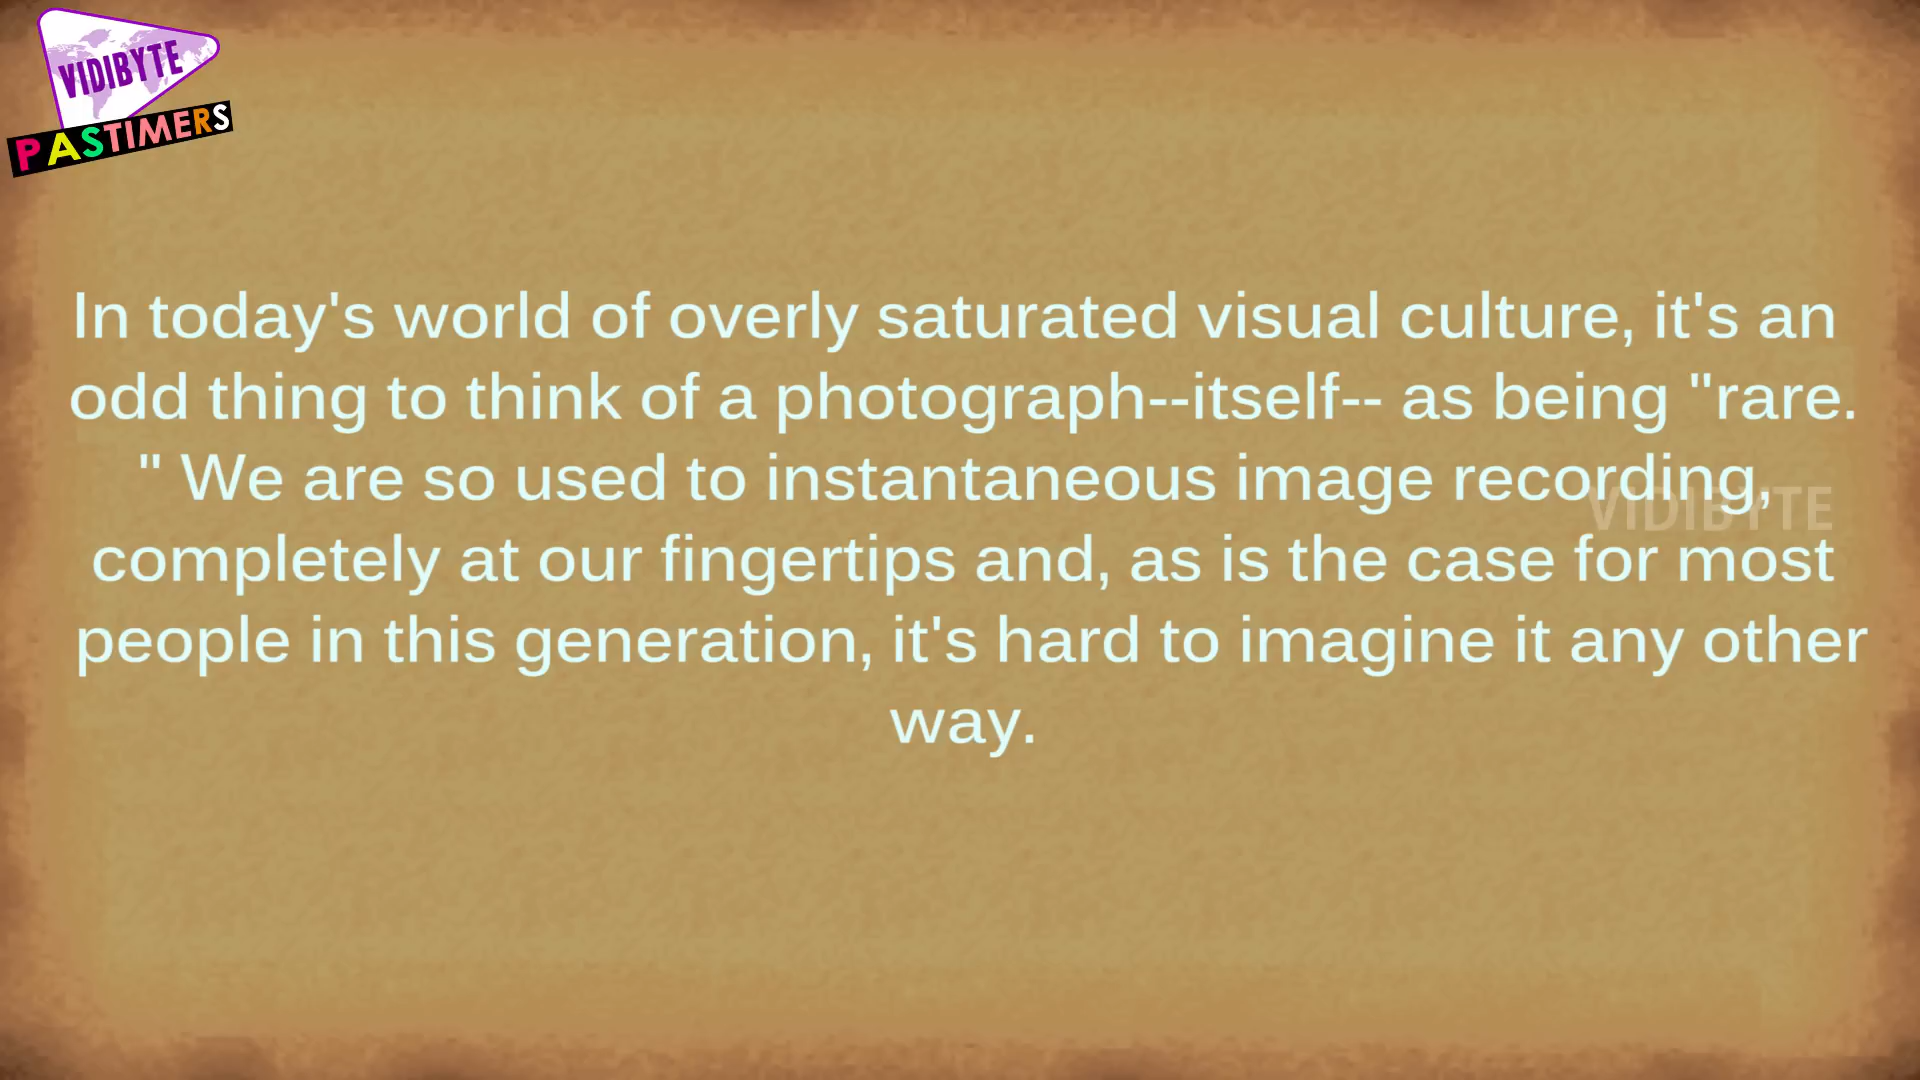 VIDIBYTE
PASTIMERS
In today's world of overly saturated visual culture, it's an
odd thing to think of a photograph--itself-- as being "rare.
" We are so used to instantaneous image recording,
VIDIBYTE
completely at our fingertips and, as is the case for most
people in this generation, it's hard to imagine it any other
way.